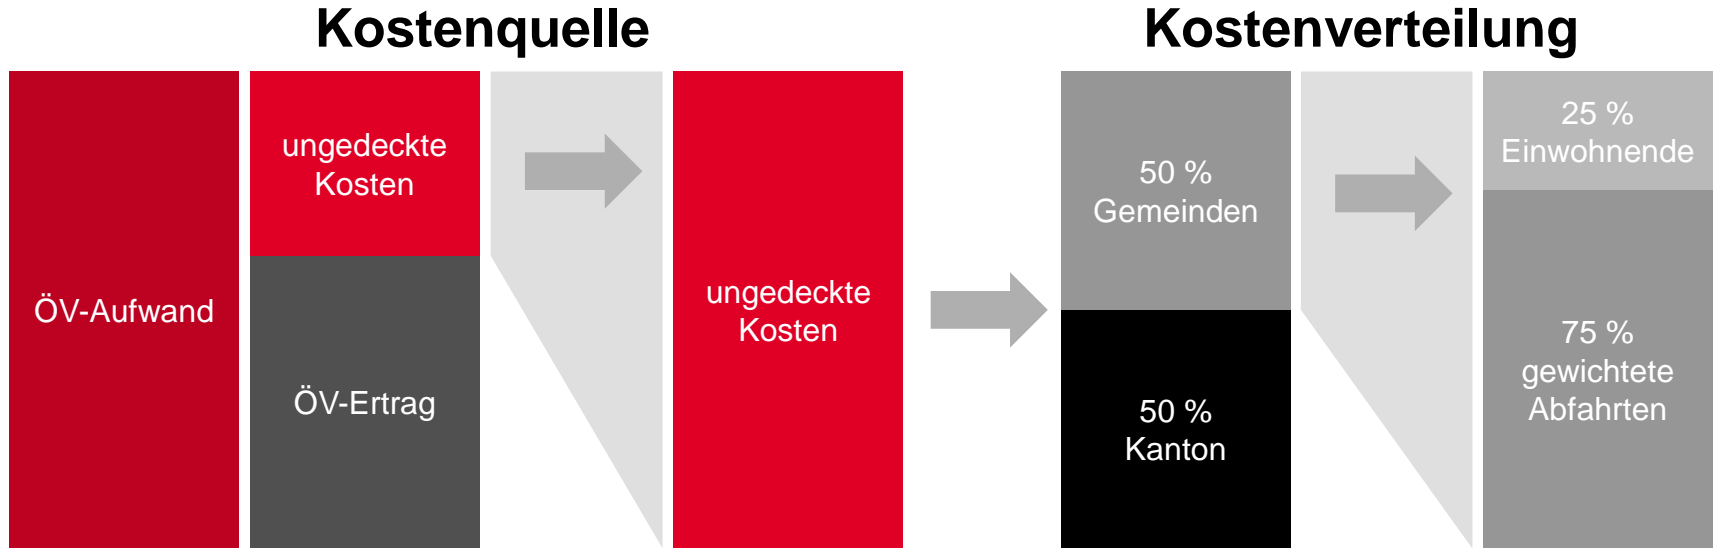 Kostenquelle
Kostenverteilung
ÖV-Aufwand
ungedeckte
Kosten
ÖV-Ertrag
ungedeckte
Kosten
50 %
Gemeinden
50 %
Kanton
25 %
Einwohnende
75 %
gewichtete
Abfahrten